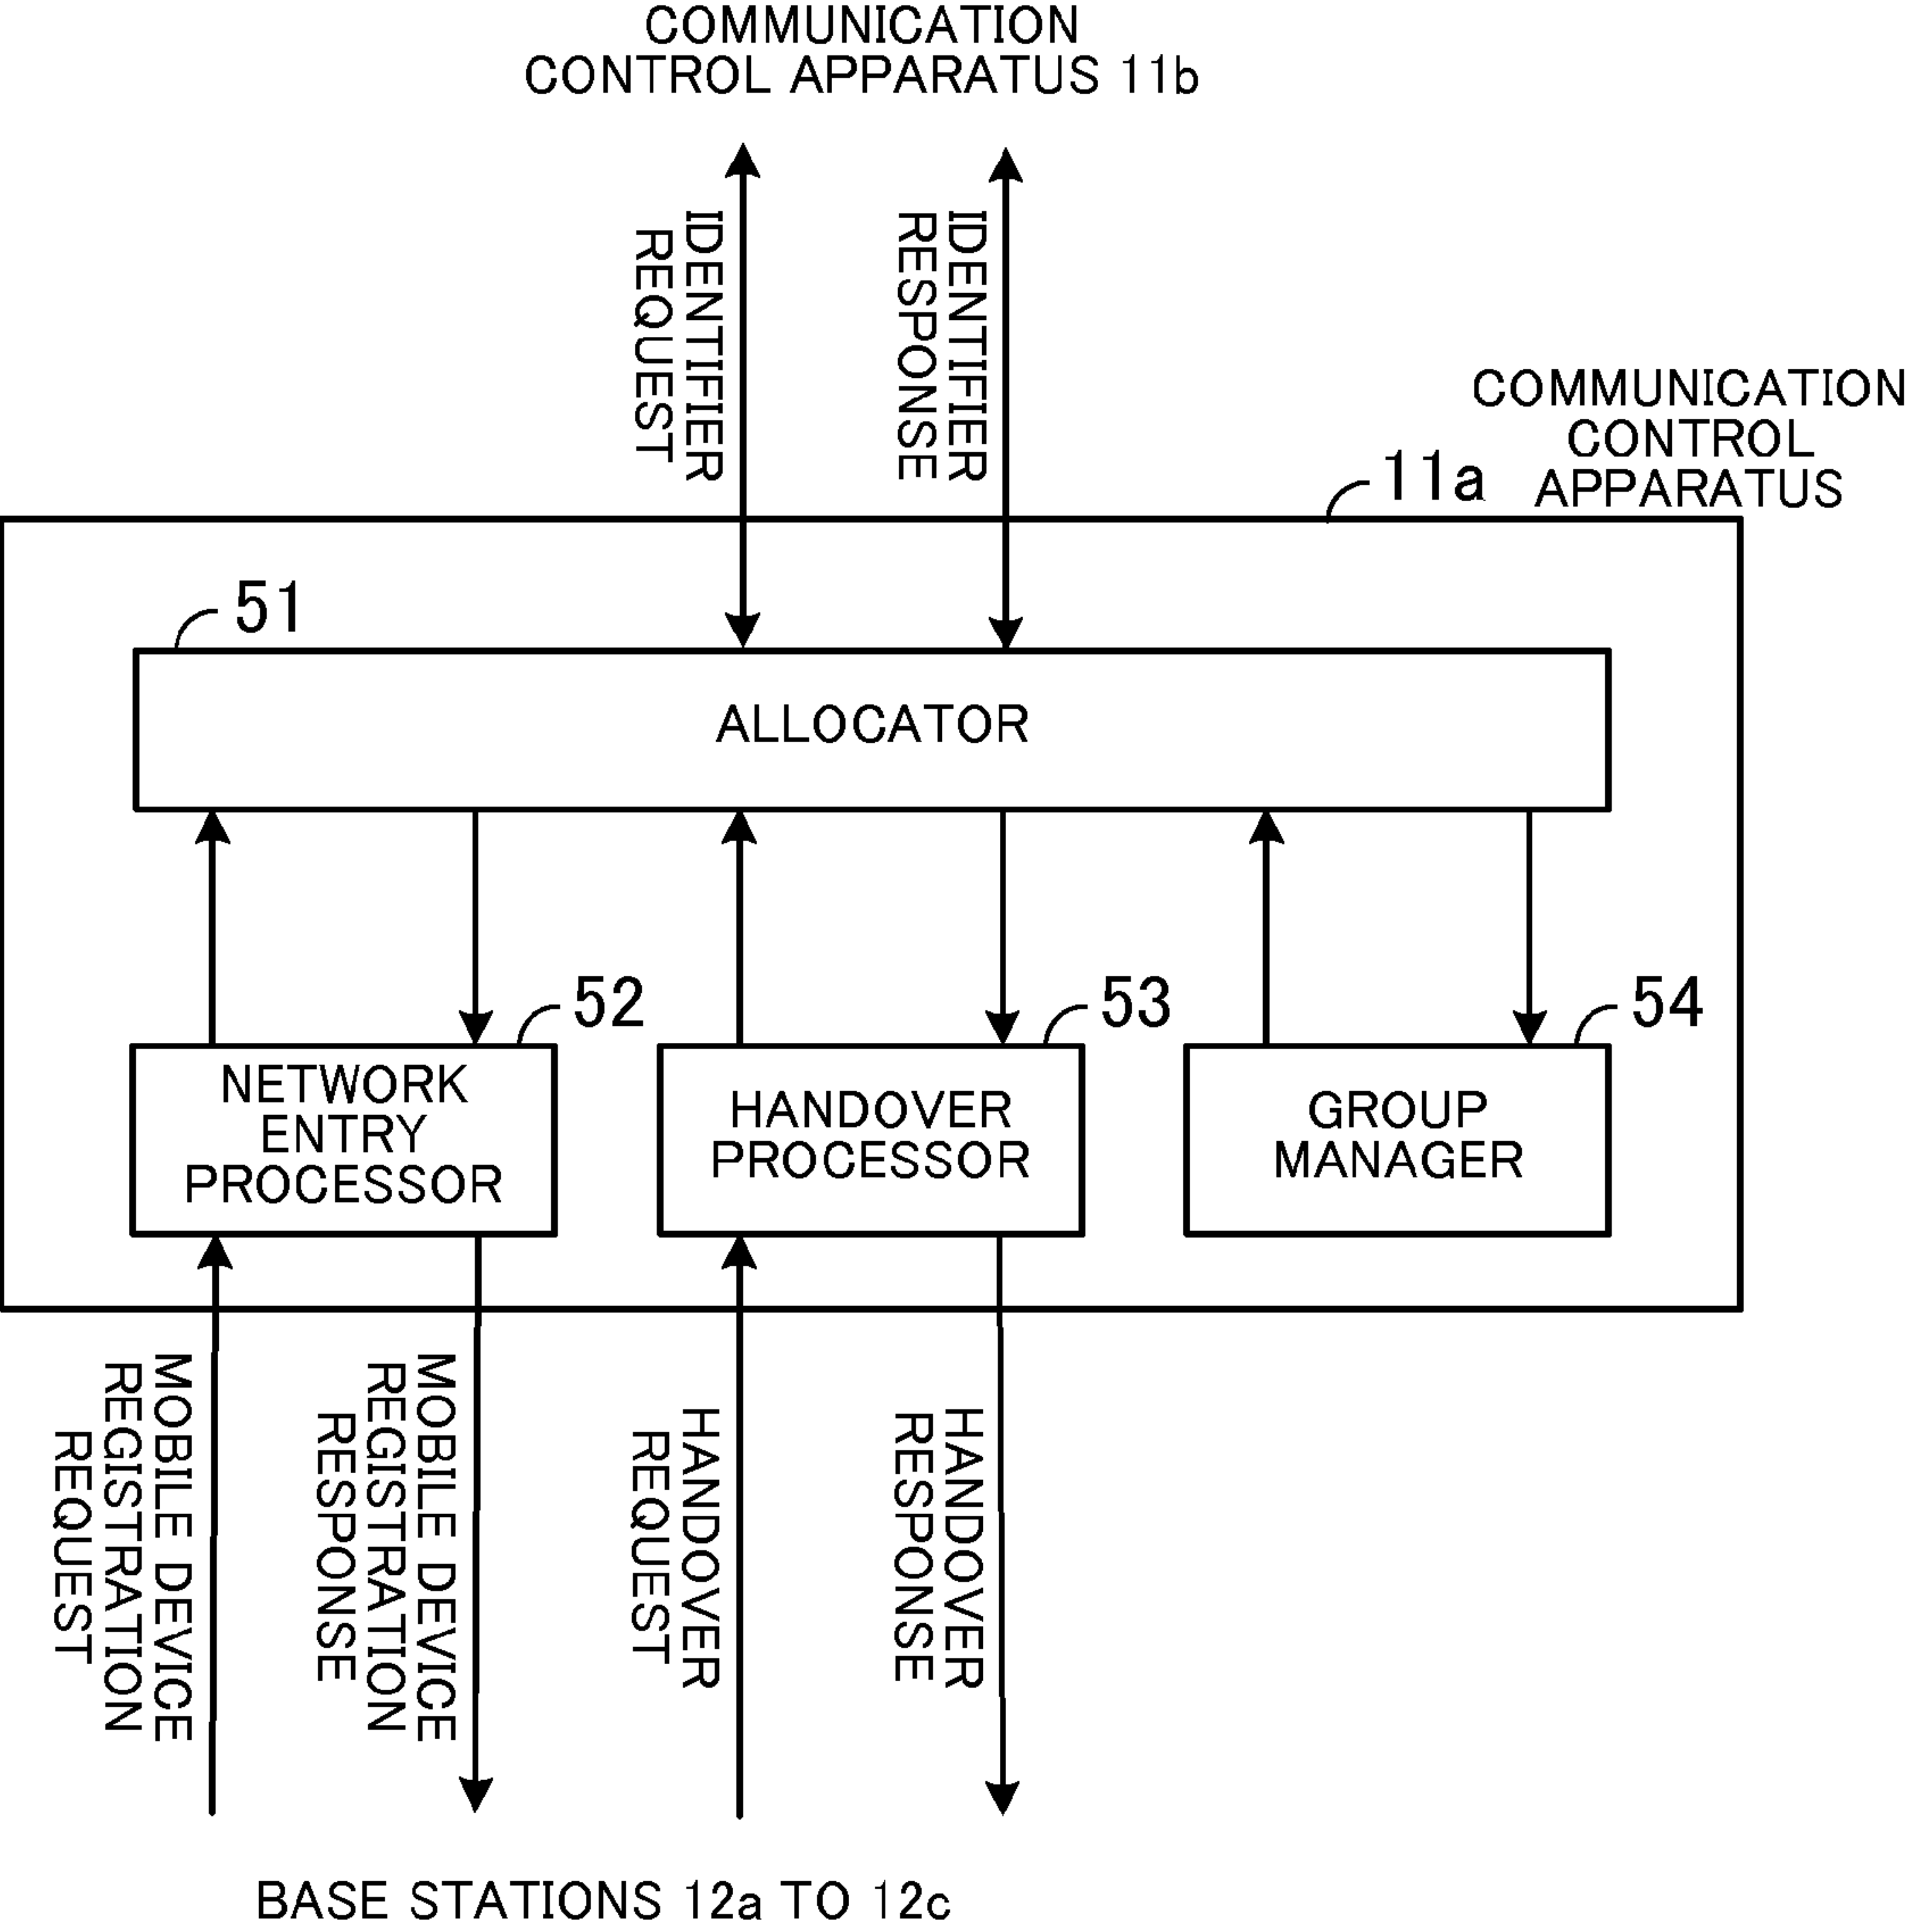 COMMUNICATION
CONTROL APPARATUS 11b
IDENTIFIER
REQUEST
IDENTIFIER
RESPONSE
COMMUNICATION
CONTROL
APPARATUS
11a
51
ALLOCATOR
52
53
54
NETWORK
ENTRY
PROCESSOR
HANDOVER
PROCESSOR
GROUP
MANAGER
MOBILE DEVICE
REGISTRATION
REQUEST
MOBILE DEVICE
REGISTRATION
RESPONSE
HANDOVER
REQUEST
HANDOVER
RESPONSE
BASE STATIONS 12a TO 12c